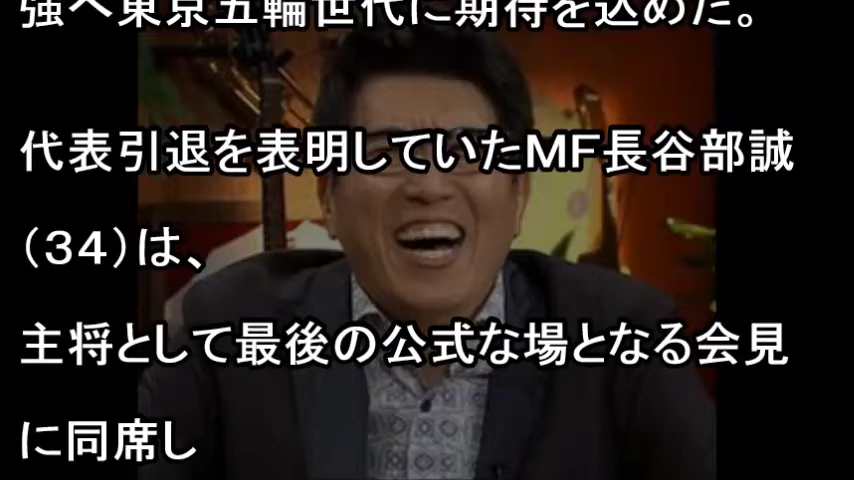 強へ東京五輪世代に期待を込めた。
代表引退を表明していたMF長谷部誠
（34）は、
主将として最後の公式な場となる会見
に同席し